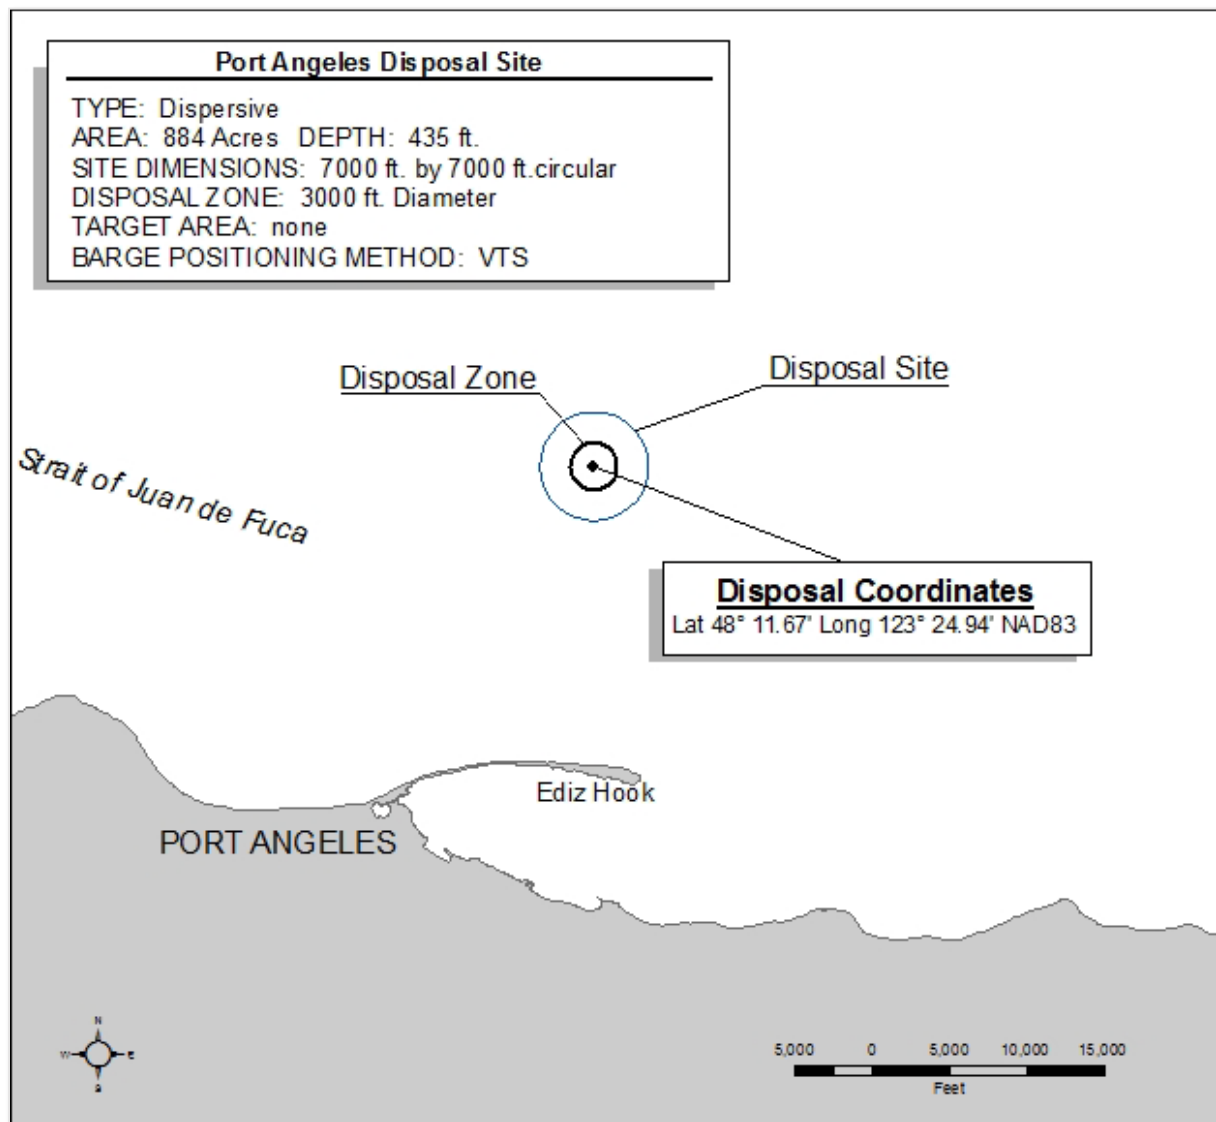 Port Angeles Disposal Site
TYPE: Dispersive
AREA: 884 Acres DEPTH: 435 ft.
SITE DIMENSIONS: 7000 ft. by 7000 ft.circular
DISPOSAL ZONE: 3000 ft. Diameter
TARGET AREA: none
BARGE POSITIONING METHOD: VTS
Disposal Zone
Disposal Site
Strait of Juan de Fuca
Disposal Coordinates
Lat 48° 11.67' Long 123° 24.94' NAD83
Ediz Hook
PORT ANGELES
N
W E
S
5,000 0 5,000 10,000 15,000
Feet